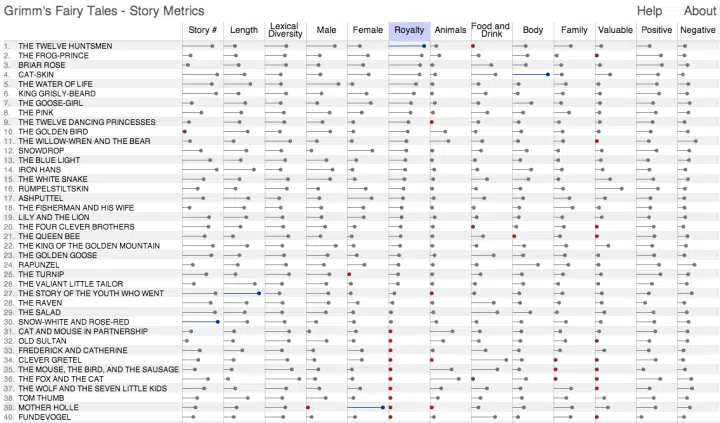 Grimm's Fairy Tales - Story Metrics Help About
Story # Length Lexical Diversity Male Female Royalty Animals Food and Drink Body Family Valuable Positive Negative
1. THE TWELVE HUNTSMEN
2. THE FROG-PRINCE
3. BRIAR ROSE
4. CAT-SKIN
5. THE WATER OF LIFE
6. KING GRISLY-BEARD
7. THE GOOSE-GIRL
8. THE PINK
9. THE TWELVE DANCING PRINCESSES
10. THE GOLDEN BIRD
11. THE WILLOW-WREN AND THE BEAR
12. SNOWDROP
13. THE BLUE LIGHT
14. IRON HANS
15. THE WHITE SNAKE
16. RUMPELSTILTSKIN
17. ASHPUTTEL
18. THE FISHERMAN AND HIS WIFE
19. LILY AND THE LION
20. THE FOUR CLEVER BROTHERS
21. THE QUEEN BEE
22. THE KING OF THE GOLDEN MOUNTAIN
23. THE GOLDEN GOOSE
24. RAPUNZEL
25. THE TURNIP
26. THE VALIANT LITTLE TAILOR
27. THE STORY OF THE YOUTH WHO WENT
28. THE RAVEN
29. THE SALAD
30. SNOW-WHITE AND ROSE-RED
31. CAT AND MOUSE IN PARTNERSHIP
32. OLD SULTAN
33. FREDERICK AND CATHERINE
34. CLEVER GRETEL
35. THE MOUSE, THE BIRD, AND THE SAUSAGE
36. THE FOX AND THE CAT
37. THE WOLF AND THE SEVEN LITTLE KIDS
38. TOM THUMB
39. MOTHER HOLLE
40. FUNDEVOGEL